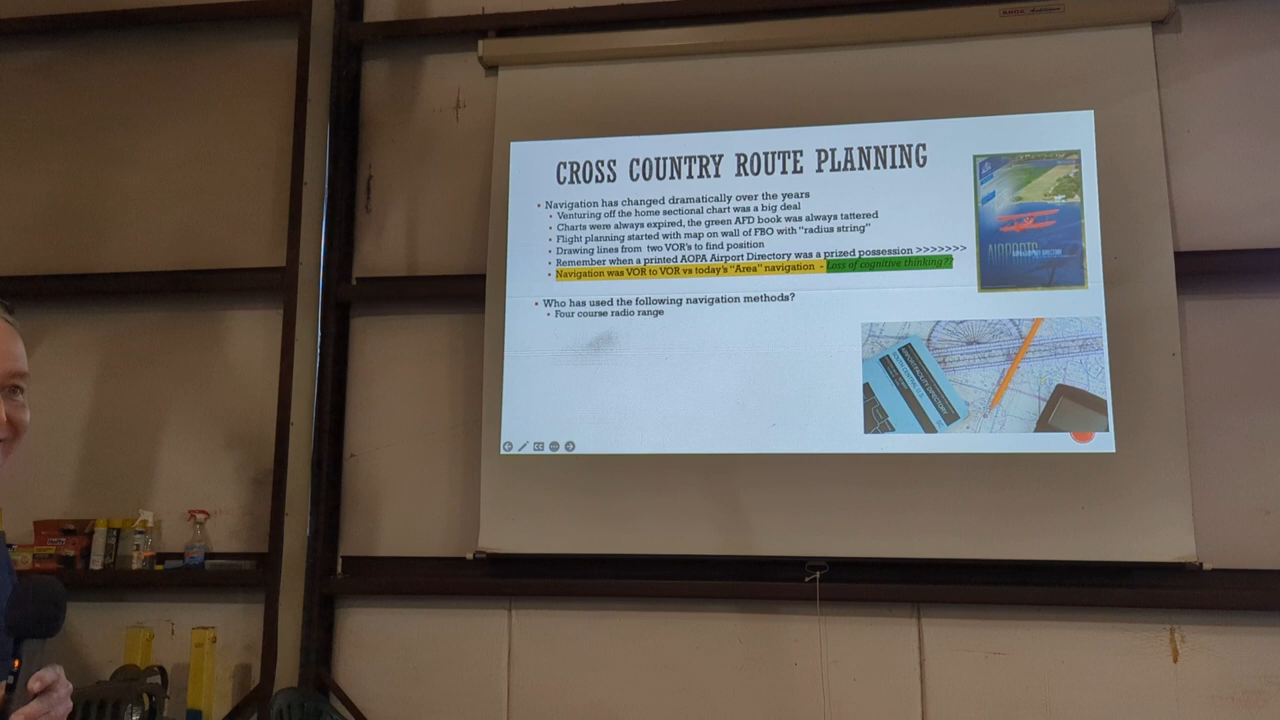 CROSS COUNTRY ROUTE PLANNING
Navigation has changed dramatically over the years
Venturing off the home sectional chart was a big deal
Charts were always expired, the green AFD book was always tattered
Flight planning started with map on wall of FBO with "radius string"
Drawing lines from two VOR's to find position
Remember when a printed AOPA Airport Directory was a prized possession >>>>>>>
Navigation was VOR to VOR vs today's "Area" navigation - Loss of cognitive thinking??
Who has used the following navigation methods?
Four course radio range
AIRPORTS
DIRECTORY
SOUTH CENTRAL U.S.